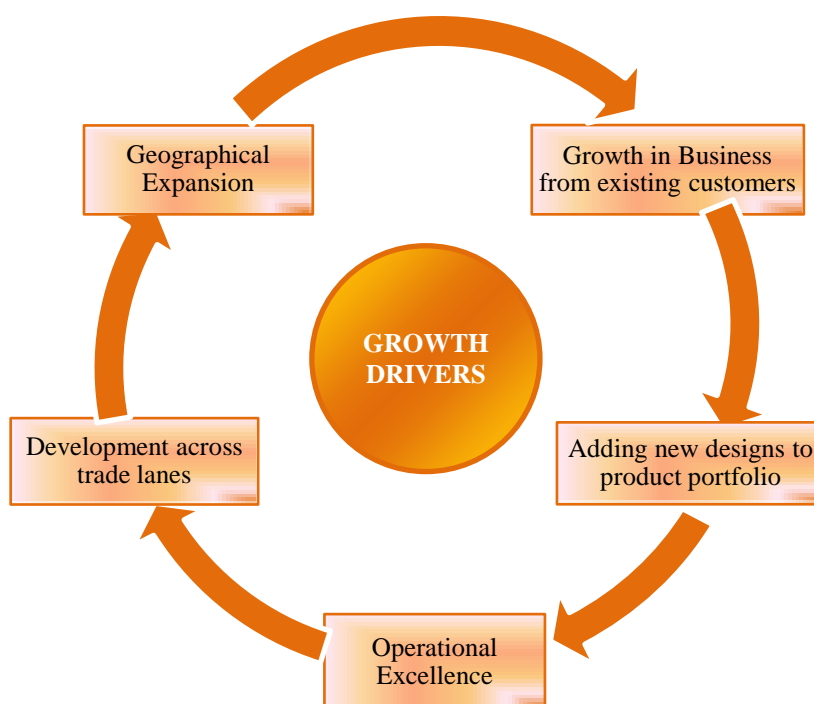 Geographical
Expansion
Growth in Business
from existing customers
GROWTH
DRIVERS
Development across
trade lanes
Adding new designs to
product portfolio
Operational
Excellence